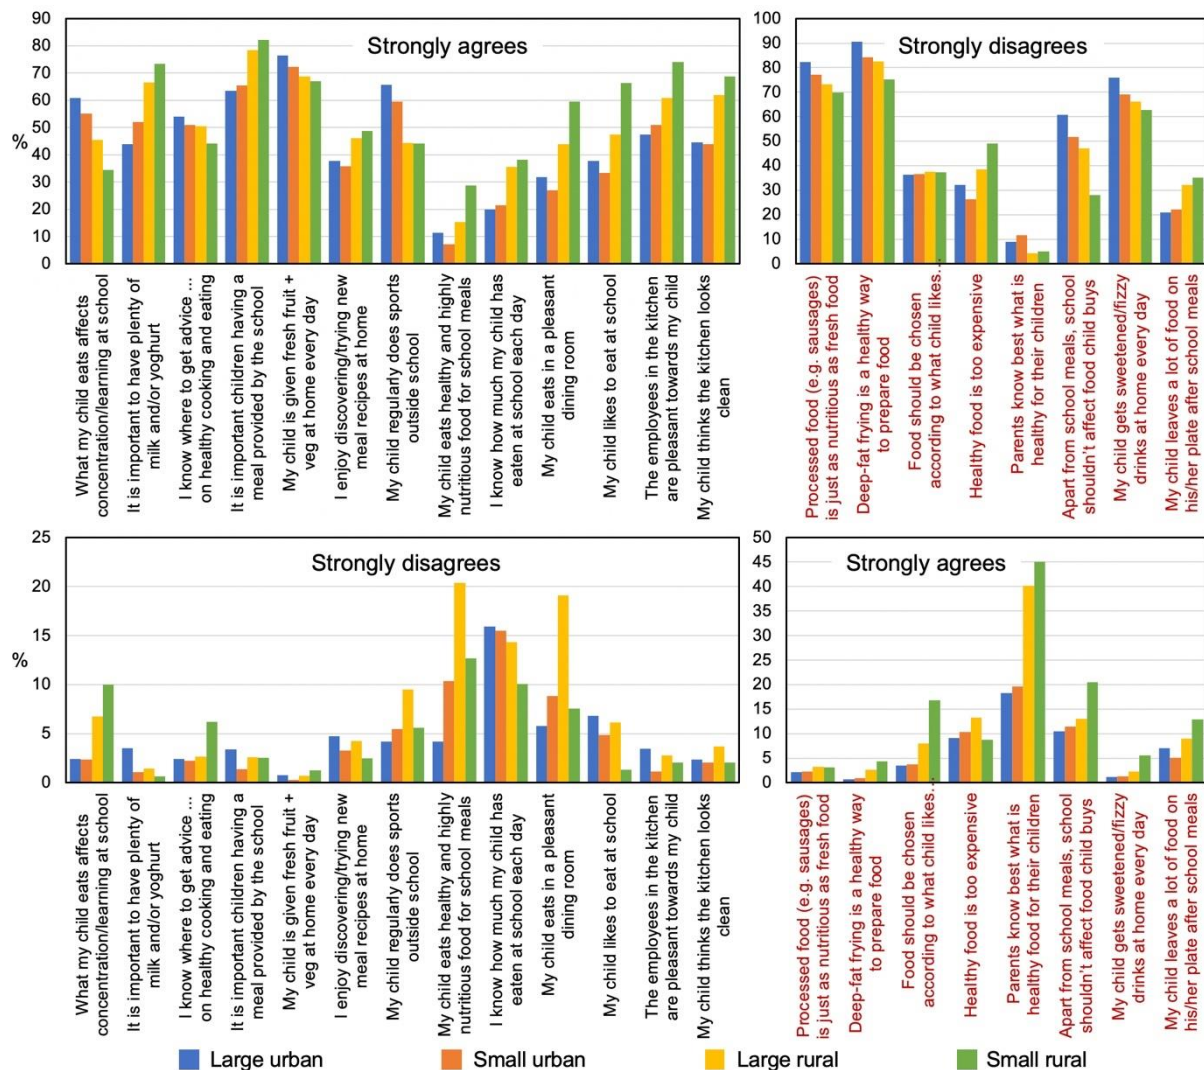 Strongly agrees
90
80
70
60
50
40
30
20
10
0
%
What my child eats affects
concentration/learning at school
It is important to have plenty of
milk and/or yoghurt
I know where to get advice ...
on healthy cooking and eating
It is important children having a
meal provided by the school
My child is given fresh fruit +
veg at home every day
I enjoy discovering/trying new
meal recipes at home
My child regularly does sports
outside school
My child eats healthy and highly
nutritious food for school meals
I know how much my child has
eaten at school each day
My child eats in a pleasant
dining room
My child likes to eat at school
The employees in the kitchen
are pleasant towards my child
My child thinks the kitchen looks
clean
Strongly disagrees
100
90
80
70
60
50
40
30
20
10
0
Processed food (e.g. sausages)
is just as nutritious as fresh food
Deep-fat frying is a healthy way
to prepare food
Food should be chosen
according to what child likes...
Healthy food is too expensive
Parents know best what is
healthy for their children
Apart from school meals, school
shouldn't affect food child buys
My child gets sweetened/fizzy
drinks at home every day
My child leaves a lot of food on
his/her plate after school meals
Strongly disagrees
25
20
15
10
5
0
%
What my child eats affects
concentration/learning at school
It is important to have plenty of
milk and/or yoghurt
I know where to get advice ...
on healthy cooking and eating
It is important children having a
meal provided by the school
My child is given fresh fruit +
veg at home every day
I enjoy discovering/trying new
meal recipes at home
My child regularly does sports
outside school
My child eats healthy and highly
nutritious food for school meals
I know how much my child has
eaten at school each day
My child eats in a pleasant
dining room
My child likes to eat at school
The employees in the kitchen
are pleasant towards my child
My child thinks the kitchen looks
clean
Strongly agrees
50
45
40
35
30
25
20
15
10
5
0
Processed food (e.g. sausages)
is just as nutritious as fresh food
Deep-fat frying is a healthy way
to prepare food
Food should be chosen
according to what child likes...
Healthy food is too expensive
Parents know best what is
healthy food for their children
Apart from school meals, school
shouldn't affect food child buys
My child gets sweetened/fizzy
drinks at home every day
My child leaves a lot of food on
his/her plate after school meals
Large urban
Small urban
Large rural
Small rural